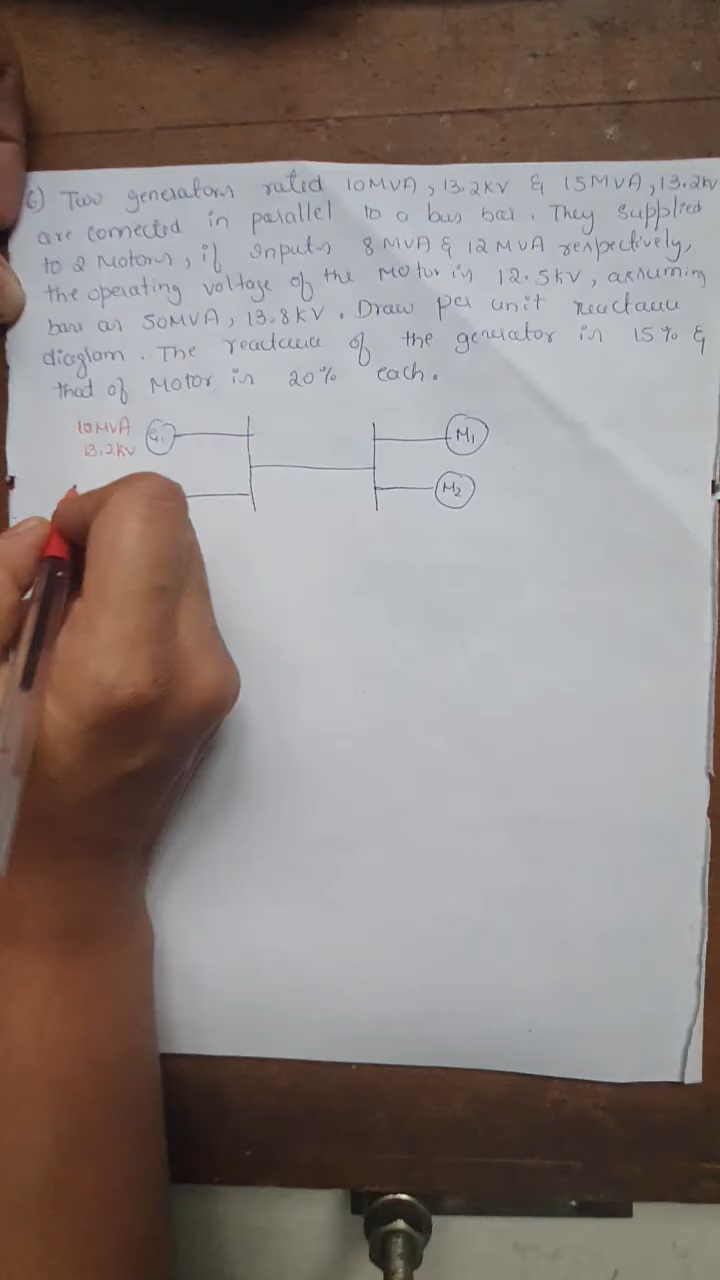 6) Two generators rated 10MVA, 13.2KV & 15MVA, 13.2KV
are connected in parallel to a bus bar. They supplied
to 2 Motors, if Inputs 8 MVA & 12 MVA respectively,
the operating voltage of the Motor is 12.5KV, assuming
base as 50MVA, 13.8KV. Draw per unit reactance
diaglam. The reactance of the generator is 15% &
that of Motor is 20% each.
10MVA G1 M1
13.2KV
M2